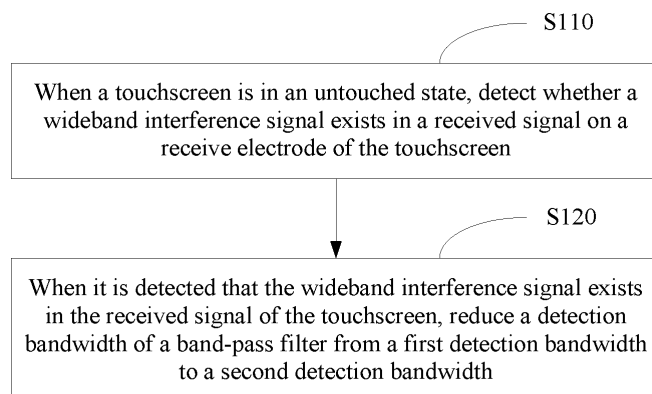 S110
When a touchscreen is in an untouched state, detect whether a
wideband interference signal exists in a received signal on a
receive electrode of the touchscreen
S120
When it is detected that the wideband interference signal exists
in the received signal of the touchscreen, reduce a detection
bandwidth of a band-pass filter from a first detection bandwidth
to a second detection bandwidth